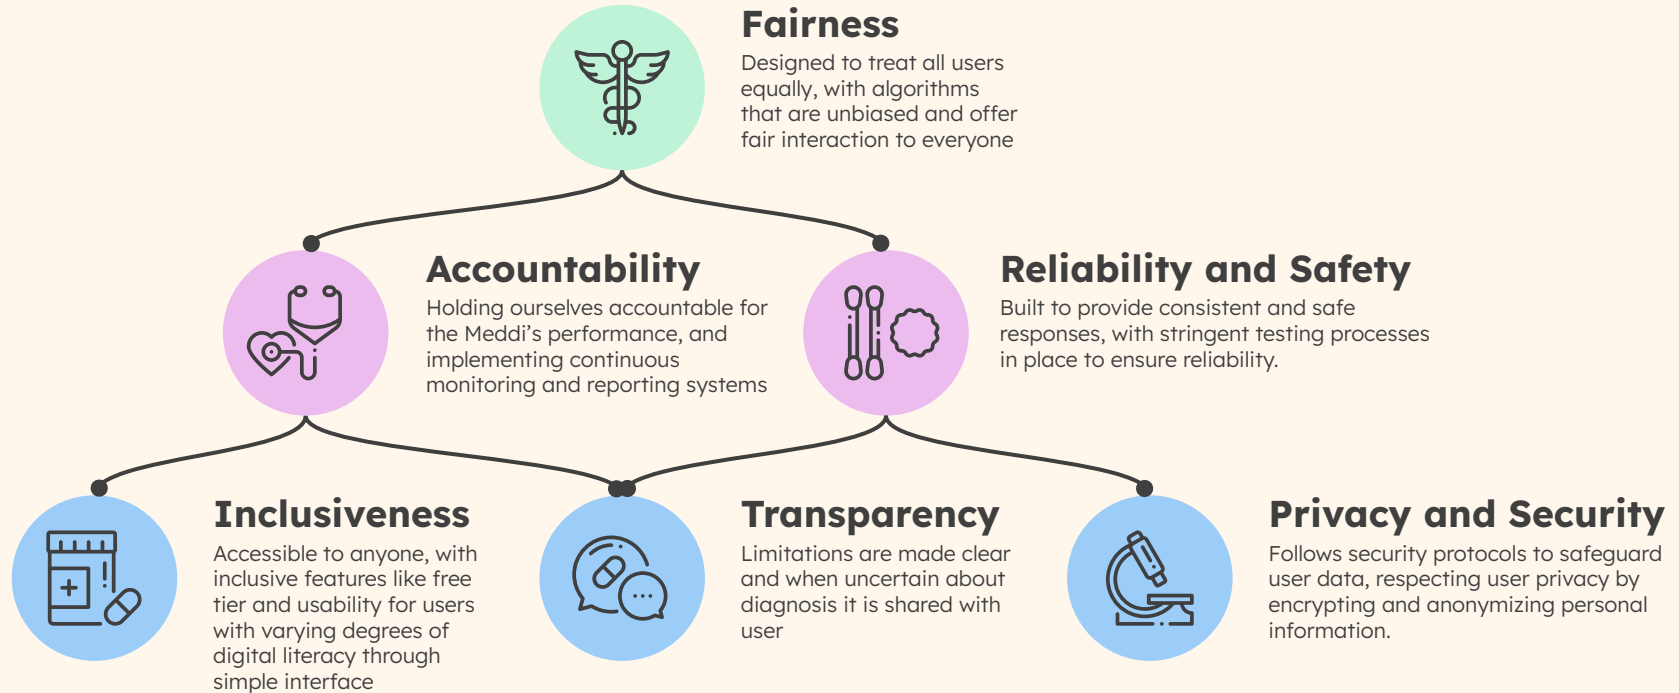 Fairness
Designed to treat all users
equally, with algorithms
that are unbiased and offer
fair interaction to everyone
Accountability
Holding ourselves accountable for
the Meddi’s performance, and
implementing continuous
monitoring and reporting systems
Reliability and Safety
Built to provide consistent and safe
responses, with stringent testing processes
in place to ensure reliability.
Inclusiveness
Accessible to anyone, with
inclusive features like free
tier and usability for users
with varying degrees of
digital literacy through
simple interface
Transparency
Limitations are made clear
and when uncertain about
diagnosis it is shared with
user
Privacy and Security
Follows security protocols to safeguard
user data, respecting user privacy by
encrypting and anonymizing personal
information.